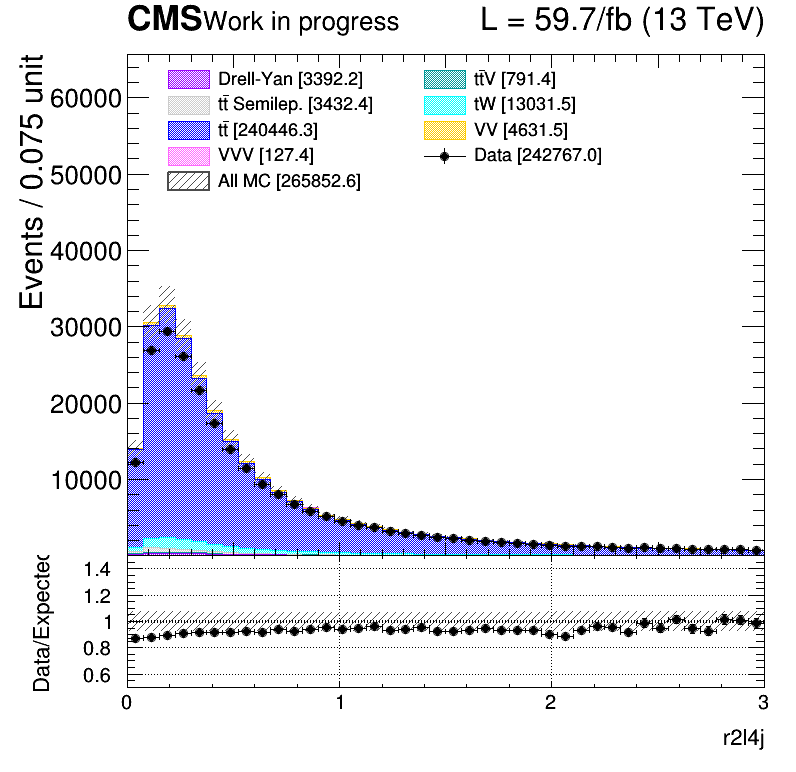 CMS Work in progress L = 59.7/fb (13 TeV)
Events / 0.075 unit
Drell-Yan [3392.2]
tt̄ Semilep. [3432.4]
tt̄ [240446.3]
VVV [127.4]
All MC [265852.6]
tt̄V [791.4]
tW [13031.5]
VV [4631.5]
Data [242767.0]
60000
50000
40000
30000
20000
10000
Data/Expected
1.4
1.2
1
0.8
0.6
0 1 2 3
r2l4j